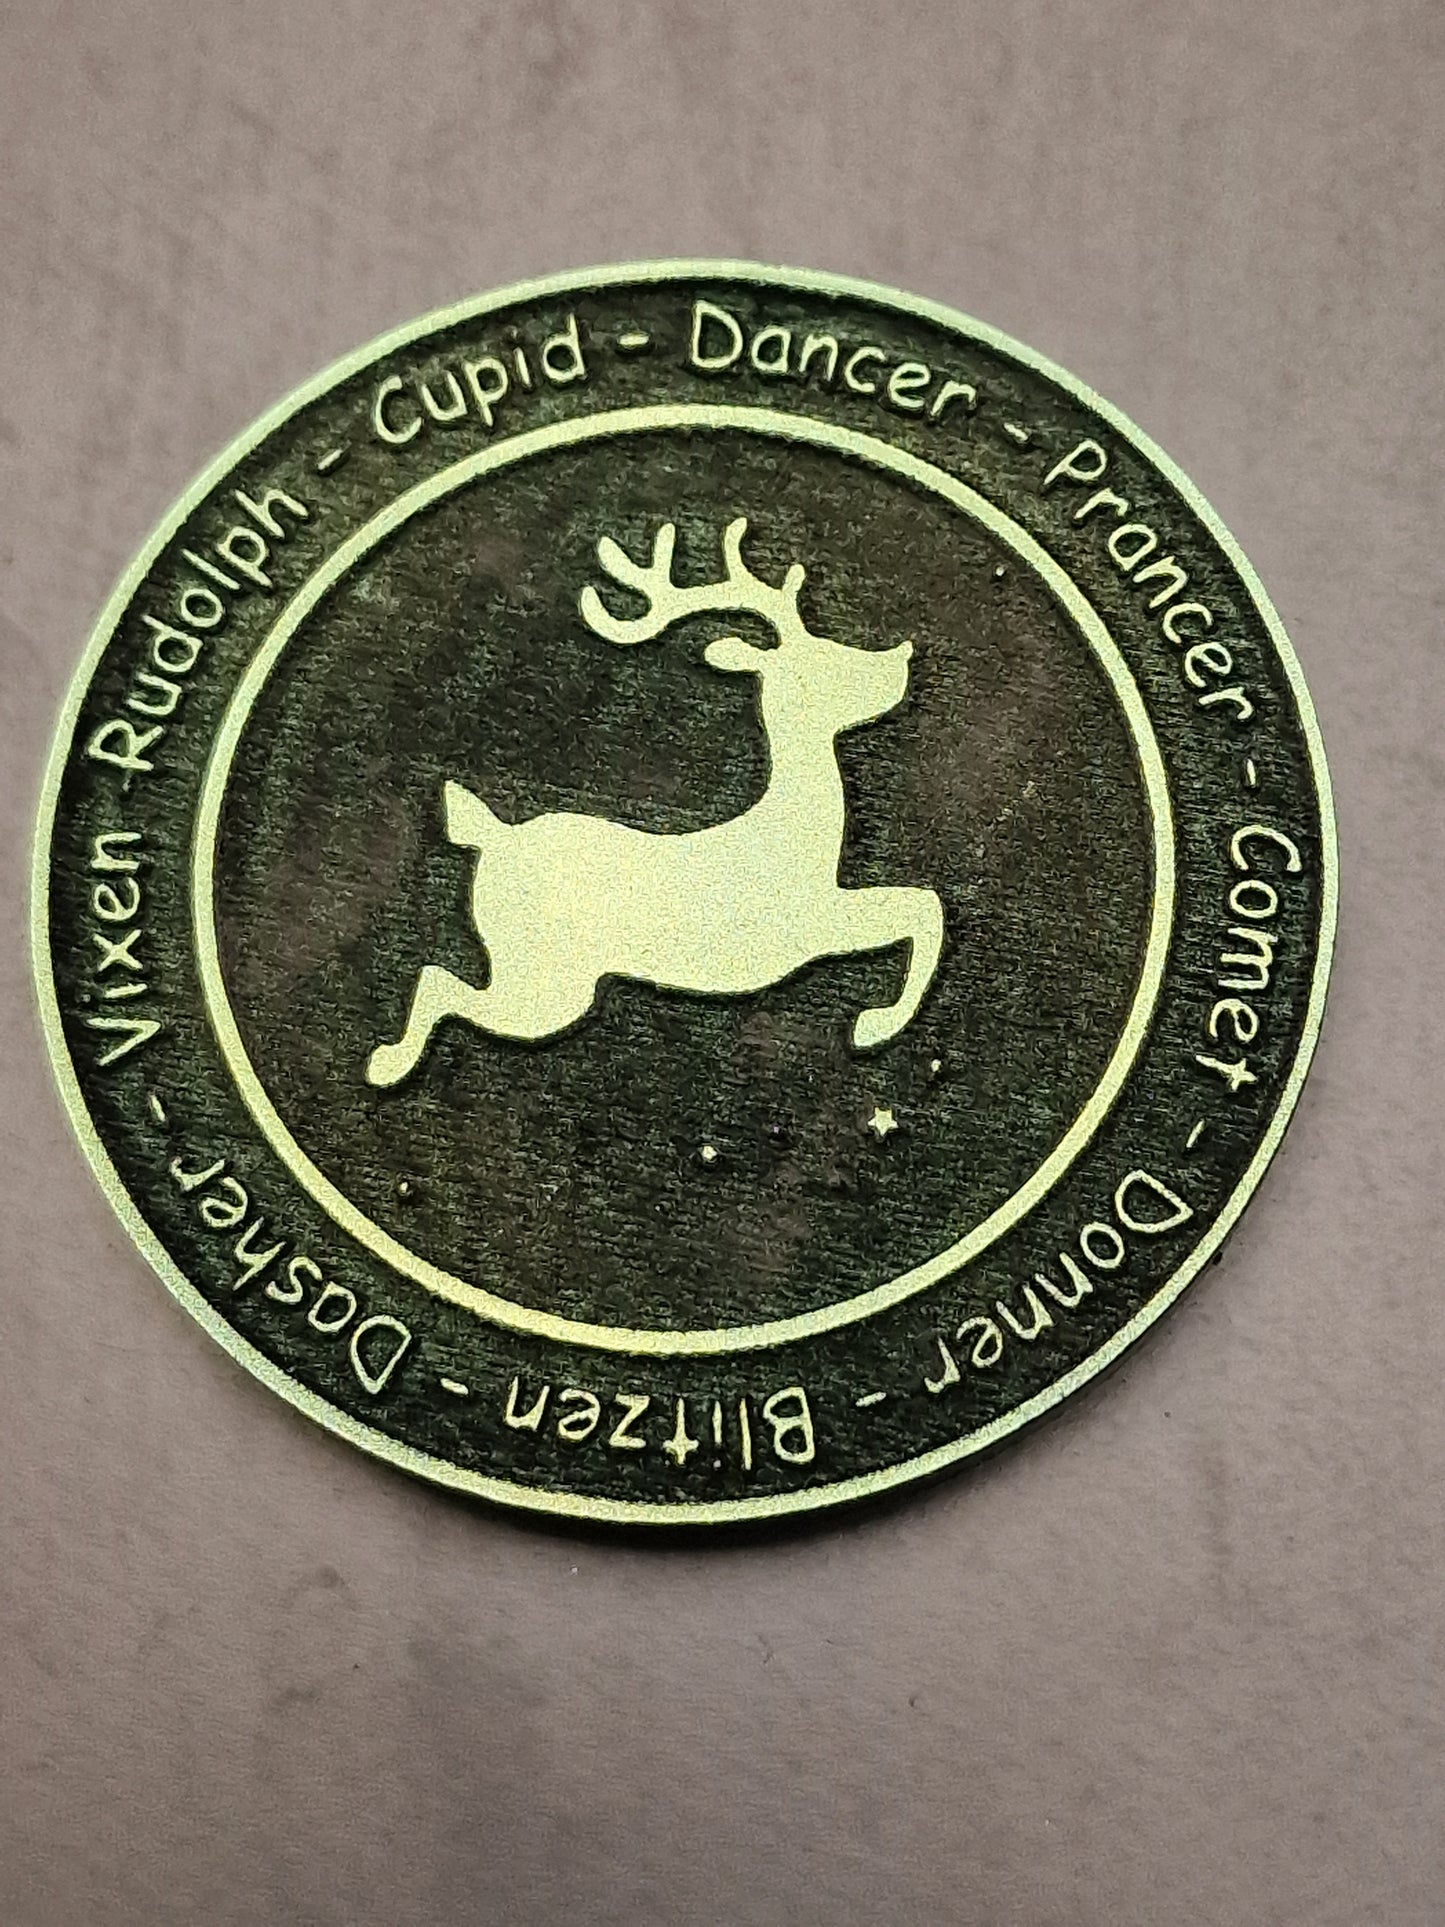 Rudolph - Cupid - Dancer - Prancer - Comet - Donner - Blitzen - Dasher - Vixen